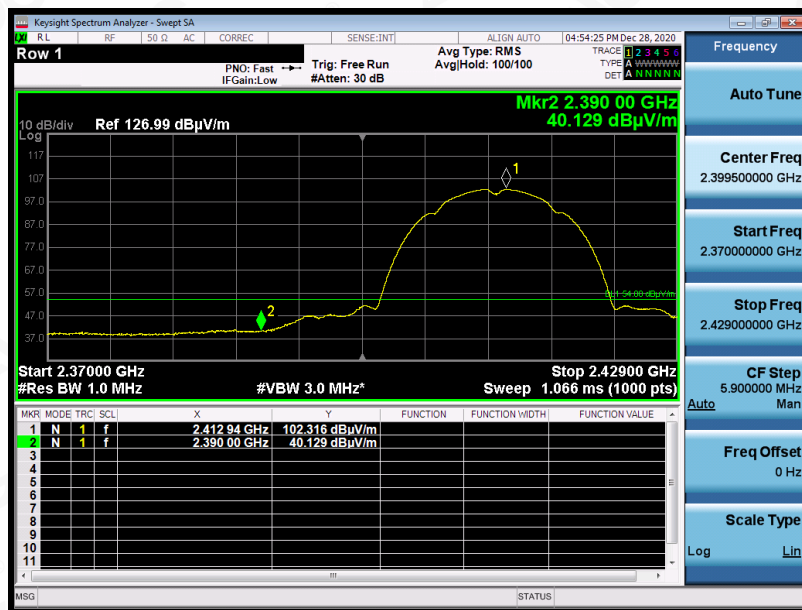 Keysight Spectrum Analyzer - Swept SA
LXI RL RF 50 Ω AC CORREC SENSE:INT ALIGN AUTO 04:54:25 PM Dec 28, 2020
Row 1
PNO: Fast
IFGain:Low
Trig: Free Run
#Atten: 30 dB
Avg Type: RMS
Avg|Hold: 100/100
TRACE 1 2 3 4 5 6
TYPE A WWWWW
DET A N N N N N
Mkr2 2.390 00 GHz
40.129 dBµV/m
10 dB/div Ref 126.99 dBµV/m
Log
117
107
97.0
87.0
77.0
67.0
57.0
47.0
37.0
1
2
DL1 54.00 dBµV/m
Start 2.37000 GHz Stop 2.42900 GHz
#Res BW 1.0 MHz #VBW 3.0 MHz* Sweep 1.066 ms (1000 pts)
MKR MODE TRC SCL X Y FUNCTION FUNCTION WIDTH FUNCTION VALUE
1 N 1 f 2.412 94 GHz 102.316 dBµV/m
2 N 1 f 2.390 00 GHz 40.129 dBµV/m
3
4
5
6
7
8
9
10
11
MSG STATUS
Frequency
Auto Tune
Center Freq
2.399500000 GHz
Start Freq
2.370000000 GHz
Stop Freq
2.429000000 GHz
CF Step
5.900000 MHz
Auto Man
Freq Offset
0 Hz
Scale Type
Log Lin